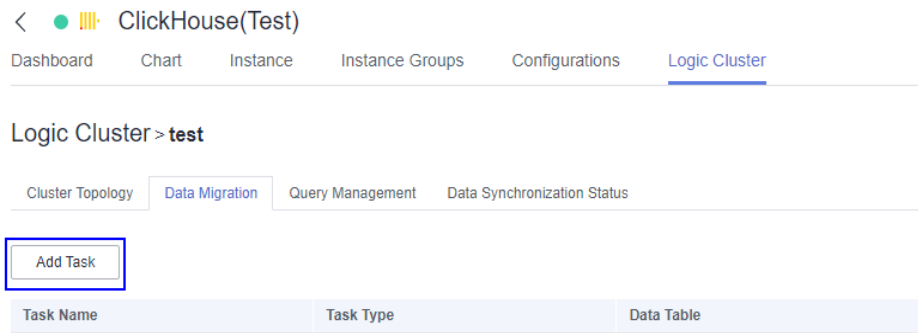 ClickHouse(Test)
Dashboard Chart Instance Instance Groups Configurations Logic Cluster
Logic Cluster > test
Cluster Topology Data Migration Query Management Data Synchronization Status
Add Task
Task Name Task Type Data Table